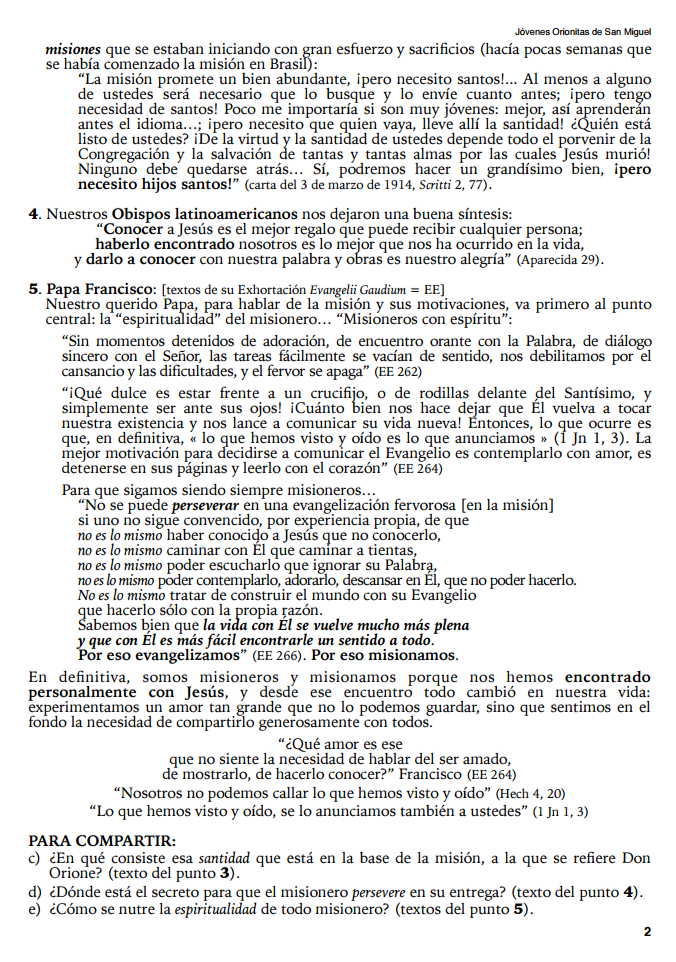 Jóvenes Orionitas de San Miguel
misiones que se estaban iniciando con gran esfuerzo y sacrificios (hacía pocas semanas que
se había comenzado la misión en Brasil):
“La misión promete un bien abundante, ¡pero necesito santos!... Al menos a alguno
de ustedes será necesario que lo busque y lo envíe cuanto antes; ¡pero tengo
necesidad de santos! Poco me importaría si son muy jóvenes: mejor, así aprenderán
antes el idioma…; ¡pero necesito que quien vaya, lleve allí la santidad! ¿Quién está
listo de ustedes? ¡De la virtud y la santidad de ustedes depende todo el porvenir de la
Congregación y la salvación de tantas y tantas almas por las cuales Jesús murió!
Ninguno debe quedarse atrás… Sí, podremos hacer un grandísimo bien, ¡pero
necesito hijos santos!” (carta del 3 de marzo de 1914, Scritti 2, 77).
4. Nuestros Obispos latinoamericanos nos dejaron una buena síntesis:
“Conocer a Jesús es el mejor regalo que puede recibir cualquier persona;
haberlo encontrado nosotros es lo mejor que nos ha ocurrido en la vida,
y darlo a conocer con nuestra palabra y obras es nuestro alegría” (Aparecida 29).
5. Papa Francisco: [textos de su Exhortación Evangelii Gaudium = EE]
Nuestro querido Papa, para hablar de la misión y sus motivaciones, va primero al punto
central: la “espiritualidad” del misionero… “Misioneros con espíritu”:
“Sin momentos detenidos de adoración, de encuentro orante con la Palabra, de diálogo
sincero con el Señor, las tareas fácilmente se vacían de sentido, nos debilitamos por el
cansancio y las dificultades, y el fervor se apaga” (EE 262)
“¡Qué dulce es estar frente a un crucifijo, o de rodillas delante del Santísimo, y
simplemente ser ante sus ojos! ¡Cuánto bien nos hace dejar que Él vuelva a tocar
nuestra existencia y nos lance a comunicar su vida nueva! Entonces, lo que ocurre es
que, en definitiva, « lo que hemos visto y oído es lo que anunciamos » (1 Jn 1, 3). La
mejor motivación para decidirse a comunicar el Evangelio es contemplarlo con amor, es
detenerse en sus páginas y leerlo con el corazón” (EE 264)
Para que sigamos siendo siempre misioneros…
“No se puede perseverar en una evangelización fervorosa [en la misión]
si uno no sigue convencido, por experiencia propia, de que
no es lo mismo haber conocido a Jesús que no conocerlo,
no es lo mismo caminar con Él que caminar a tientas,
no es lo mismo poder escucharlo que ignorar su Palabra,
no es lo mismo poder contemplarlo, adorarlo, descansar en Él, que no poder hacerlo.
No es lo mismo tratar de construir el mundo con su Evangelio
que hacerlo sólo con la propia razón.
Sabemos bien que la vida con Él se vuelve mucho más plena
y que con Él es más fácil encontrarle un sentido a todo.
Por eso evangelizamos” (EE 266). Por eso misionamos.
En definitiva, somos misioneros y misionamos porque nos hemos encontrado
personalmente con Jesús, y desde ese encuentro todo cambió en nuestra vida:
experimentamos un amor tan grande que no lo podemos guardar, sino que sentimos en el
fondo la necesidad de compartirlo generosamente con todos.
“¿Qué amor es ese
que no siente la necesidad de hablar del ser amado,
de mostrarlo, de hacerlo conocer?” Francisco (EE 264)
“Nosotros no podemos callar lo que hemos visto y oído” (Hech 4, 20)
“Lo que hemos visto y oído, se lo anunciamos también a ustedes” (1 Jn 1, 3)
PARA COMPARTIR:
c) ¿En qué consiste esa santidad que está en la base de la misión, a la que se refiere Don
Orione? (texto del punto 3).
d) ¿Dónde está el secreto para que el misionero persevere en su entrega? (texto del punto 4).
e) ¿Cómo se nutre la espiritualidad de todo misionero? (textos del punto 5).
2